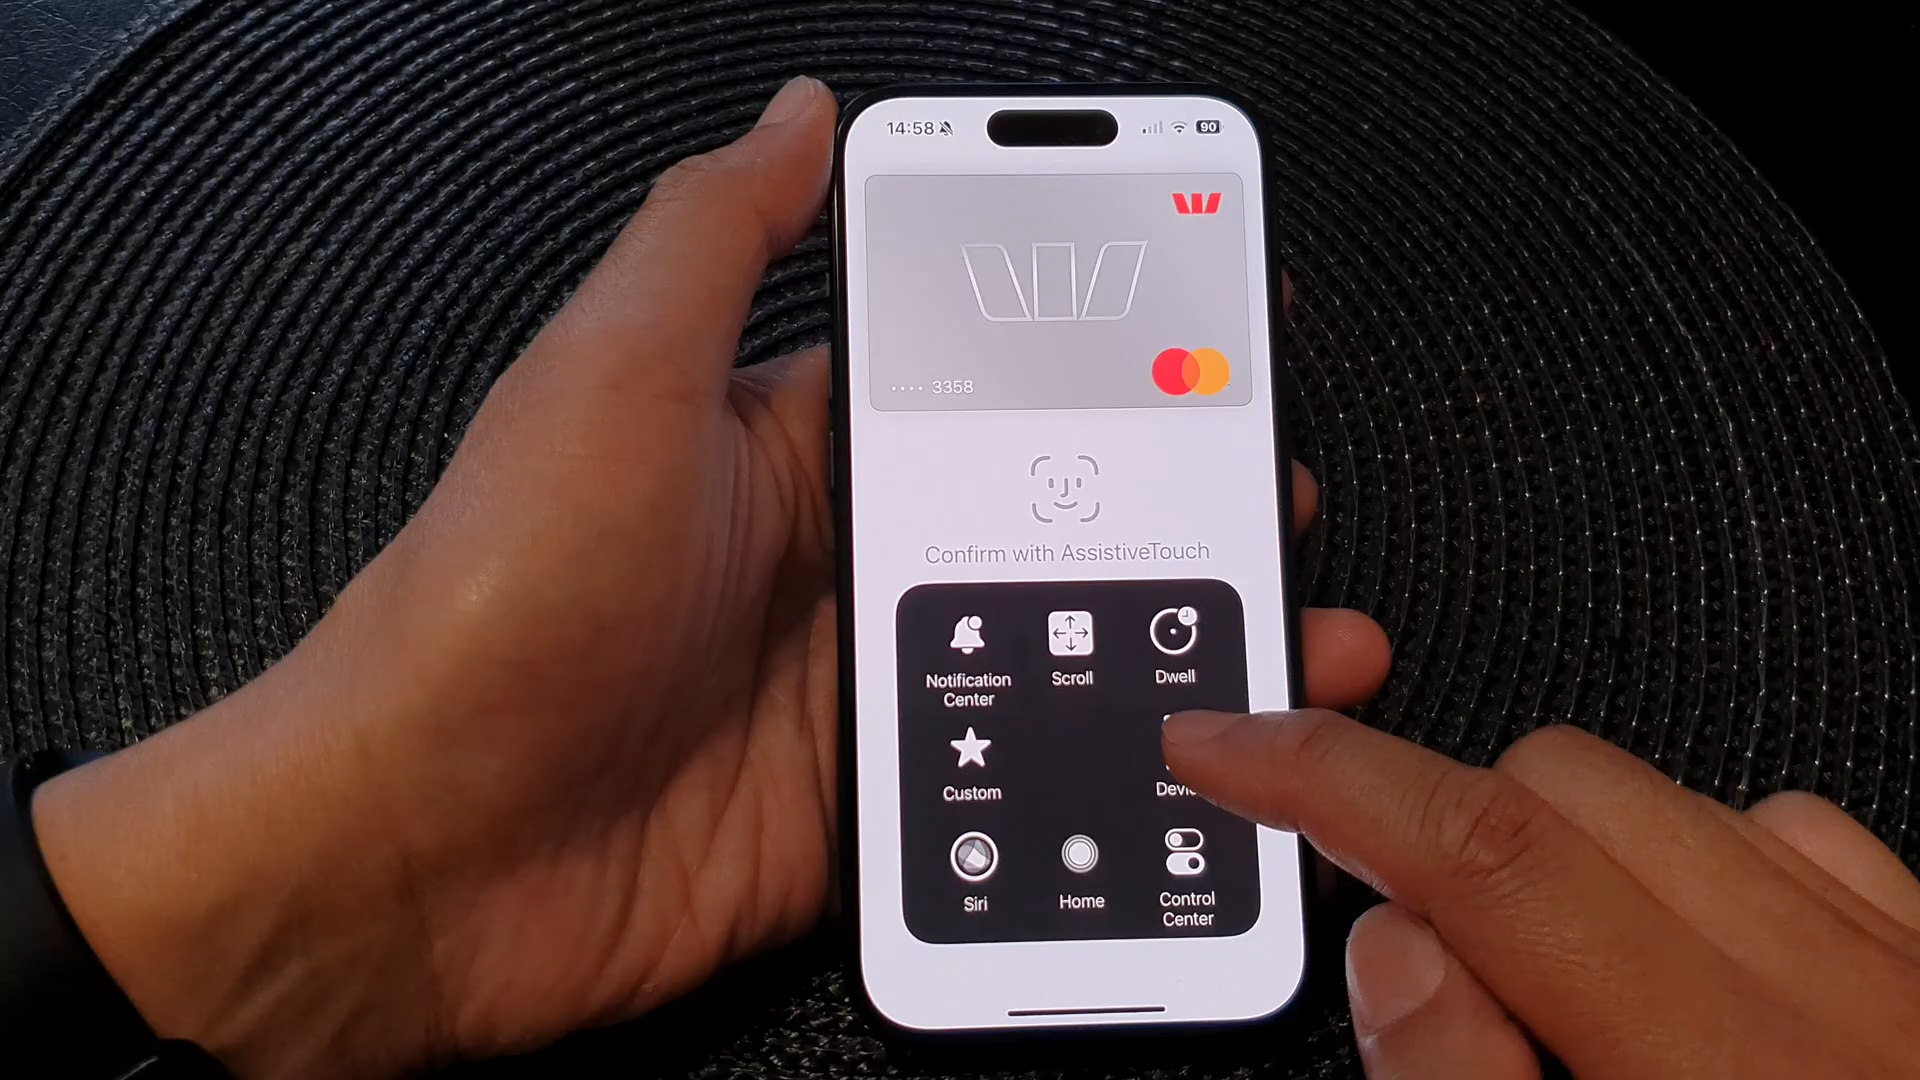 14:58
90
.... 3358
Confirm with AssistiveTouch
Notification
Center
Scroll
Dwell
Custom
Siri
Home
Control
Center